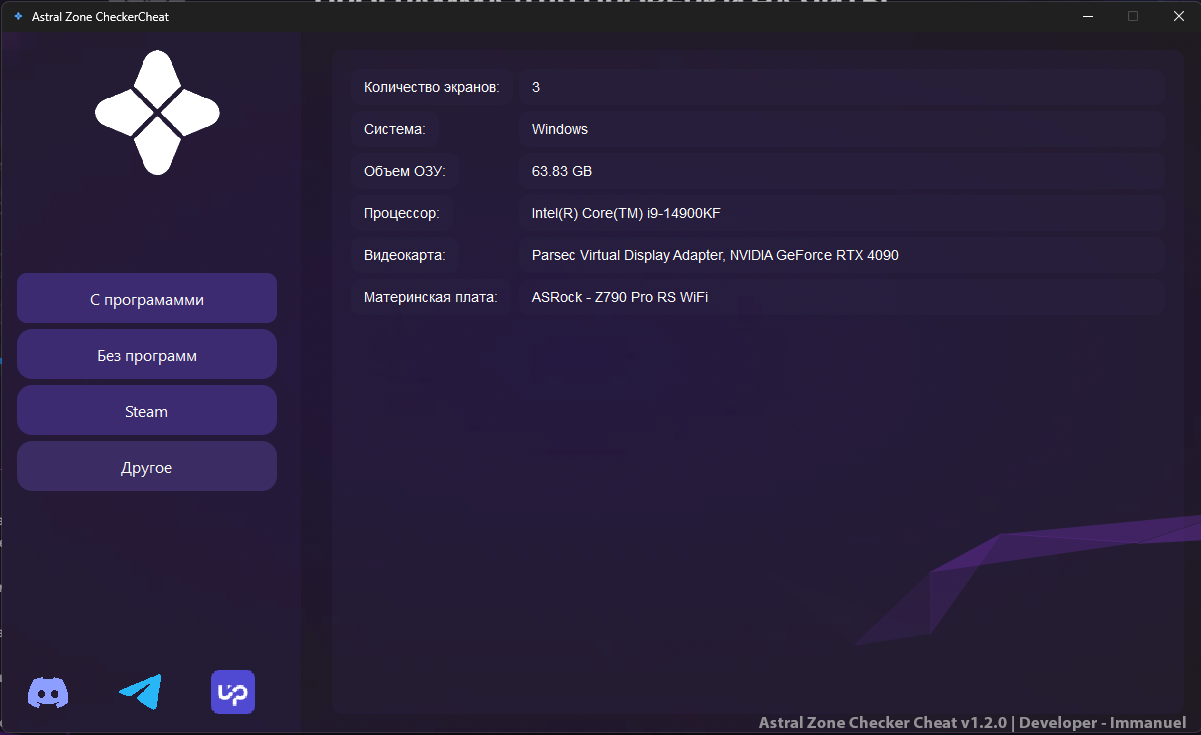 Astral Zone CheckerCheat
Количество экранов: 3
Система: Windows
Объем ОЗУ: 63.83 GB
Процессор: Intel(R) Core(TM) i9-14900KF
Видеокарта: Parsec Virtual Display Adapter, NVIDIA GeForce RTX 4090
Материнская плата: ASRock - Z790 Pro RS WiFi
С программами
Без программ
Steam
Другое
up
Astral Zone Checker Cheat v1.2.0 | Developer - Immanuel